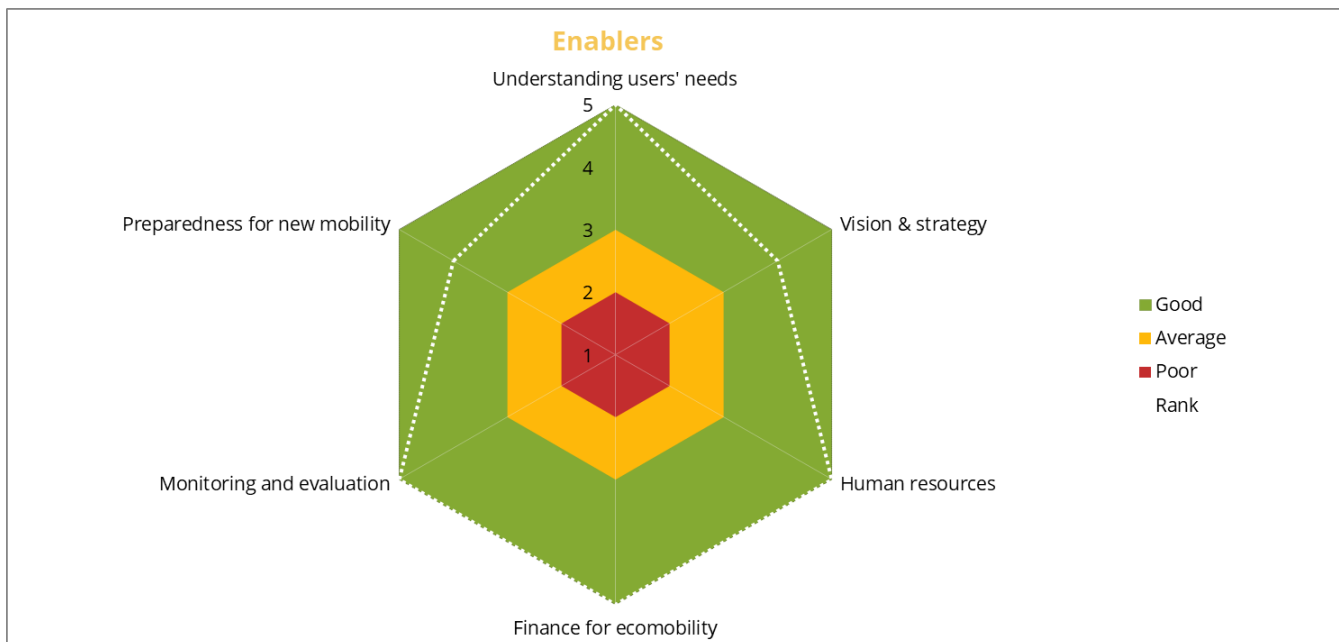 Enablers
Understanding users' needs
5
4
Preparedness for new mobility
3
Vision & strategy
2
1
Monitoring and evaluation
Human resources
Finance for ecomobility
Good
Average
Poor
Rank